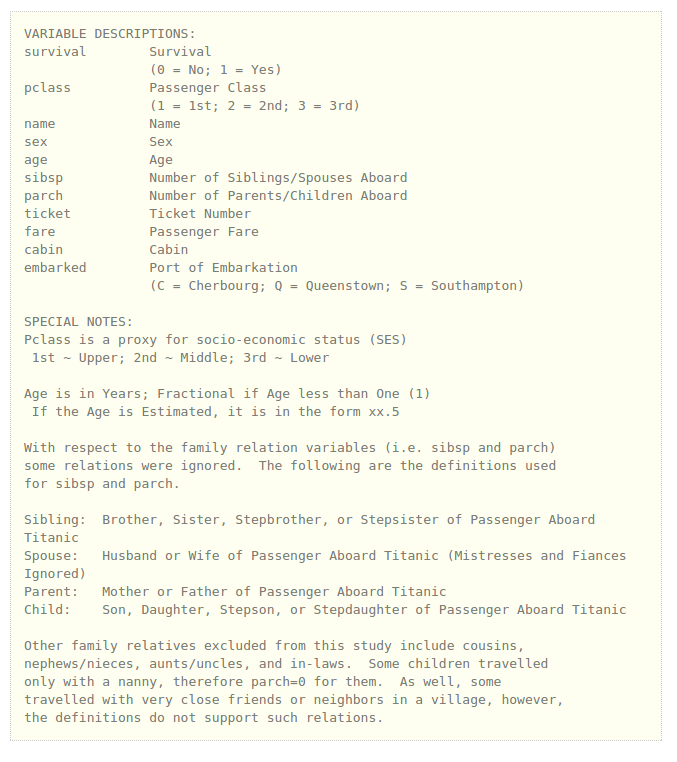 VARIABLE DESCRIPTIONS:
survival        Survival
                (0 = No; 1 = Yes)
pclass          Passenger Class
                (1 = 1st; 2 = 2nd; 3 = 3rd)
name            Name
sex             Sex
age             Age
sibsp           Number of Siblings/Spouses Aboard
parch           Number of Parents/Children Aboard
ticket          Ticket Number
fare            Passenger Fare
cabin           Cabin
embarked        Port of Embarkation
                (C = Cherbourg; Q = Queenstown; S = Southampton)

SPECIAL NOTES:
Pclass is a proxy for socio-economic status (SES)
 1st ~ Upper; 2nd ~ Middle; 3rd ~ Lower

Age is in Years; Fractional if Age less than One (1)
 If the Age is Estimated, it is in the form xx.5

With respect to the family relation variables (i.e. sibsp and parch)
some relations were ignored.  The following are the definitions used
for sibsp and parch.

Sibling:  Brother, Sister, Stepbrother, or Stepsister of Passenger Aboard
Titanic
Spouse:   Husband or Wife of Passenger Aboard Titanic (Mistresses and Fiances
Ignored)
Parent:   Mother or Father of Passenger Aboard Titanic
Child:    Son, Daughter, Stepson, or Stepdaughter of Passenger Aboard Titanic

Other family relatives excluded from this study include cousins,
nephews/nieces, aunts/uncles, and in-laws.  Some children travelled
only with a nanny, therefore parch=0 for them.  As well, some
travelled with very close friends or neighbors in a village, however,
the definitions do not support such relations.